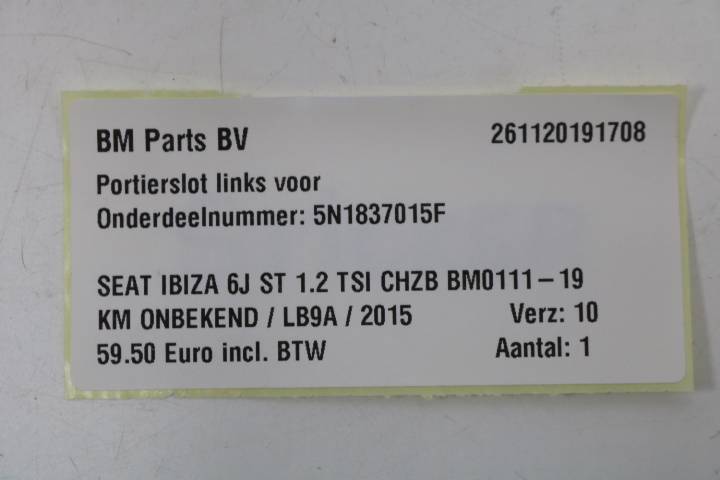 BM Parts BV 261120191708
Portierslot links voor
Onderdeelnummer: 5N1837015F
SEAT IBIZA 6J ST 1.2 TSI CHZB BM0111-19
KM ONBEKEND / LB9A / 2015 Verz: 10
59.50 Euro incl. BTW Aantal: 1